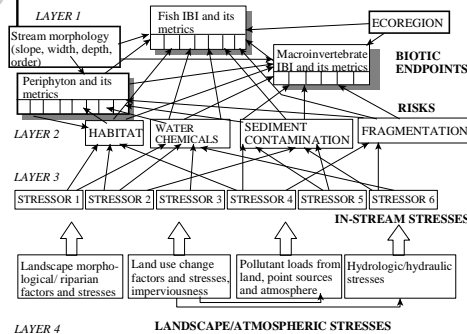 LAYER 1
Fish IBI and its
metrics
ECOREGION
Stream morphology
(slope, width, depth,
order)
Macroinvertebrate
IBI and its metrics
BIOTIC
ENDPOINTS
Periphyton and its
metrics
RISKS
LAYER 2
HABITAT
WATER
CHEMICALS
SEDIMENT
CONTAMINATION
FRAGMENTATION
LAYER 3
STRESSOR 1
STRESSOR 2
STRESSOR 3
STRESSOR 4
STRESSOR 5
STRESSOR 6
IN-STREAM STRESSES
Landscape morpho-
logical/ riparian
factors and stresses
Land use change
factors and stresses,
imperviousness
Pollutant loads from
land, point sources
and atmosphere
Hydrologic/hydraulic
stresses
LAYER 4
LANDSCAPE/ATMOSPHERIC STRESSES